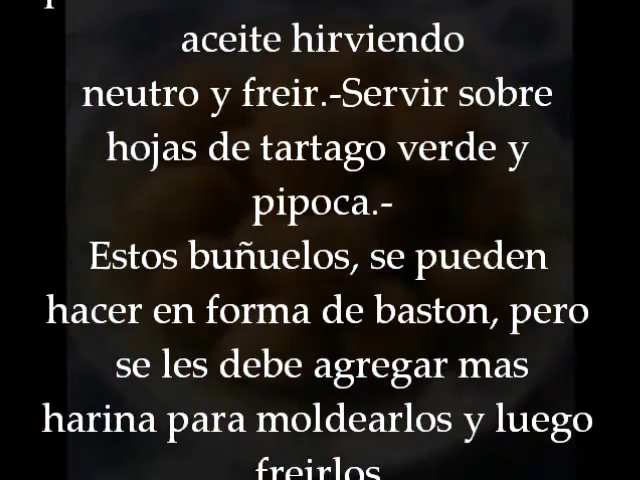 aceite hirviendo
neutro y freir.-Servir sobre
hojas de tartago verde y
pipoca.-
Estos buñuelos, se pueden
hacer en forma de baston, pero
se les debe agregar mas
harina para moldearlos y luego
freirlos